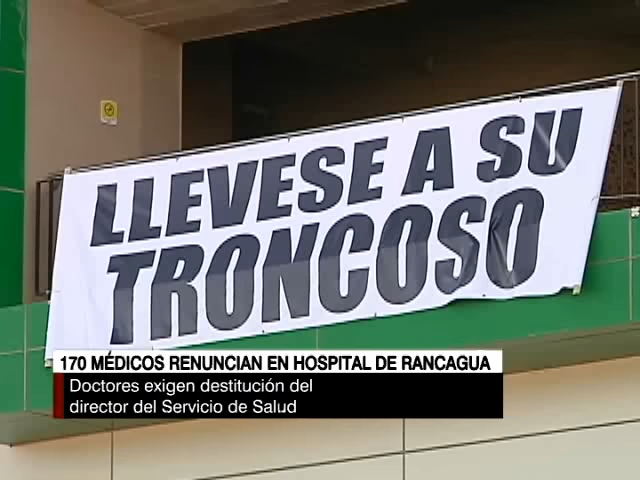 LLEVESE A SU
TRONCOSO
170 MÉDICOS RENUNCIAN EN HOSPITAL DE RANCAGUA
Doctores exigen destitución del
director del Servicio de Salud